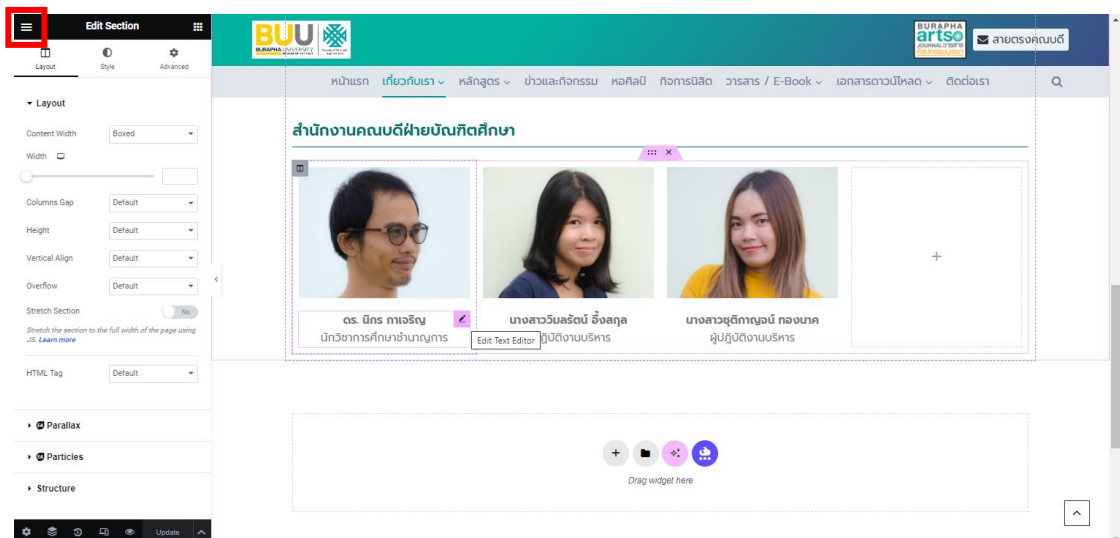 Edit Section
Layout
Style
Advanced
Layout
Content Width
Boxed
Width
Columns Gap
Default
Height
Default
Vertical Align
Default
Overflow
Default
Stretch Section
No
Stretch the section to the full width of the page using
JS. Learn more
HTML Tag
Default
Parallax
Particles
Structure
Update
BUU
BURAPHA UNIVERSITY
BURAPHA
artso
สายตรงคณบดี
หน้าแรก เกี่ยวกับเรา หลักสูตร ข่าวและกิจกรรม หอศิลป์ กิจการนิสิต วารสาร / E-Book เอกสารดาวน์โหลด ติดต่อเรา
สำนักงานคณบดีฝ่ายบัณฑิตศึกษา
ดร. นิกร กาเจริญ
นักวิชาการศึกษาชำนาญการ
นางสาววิมลรัตน์ อึ้งสกุล
ฏิบัติงานบริหาร
นางสาวชุติกาญจน์ ทองนาค
ผู้ปฏิบัติงานบริหาร
Edit Text Editor
Drag widget here